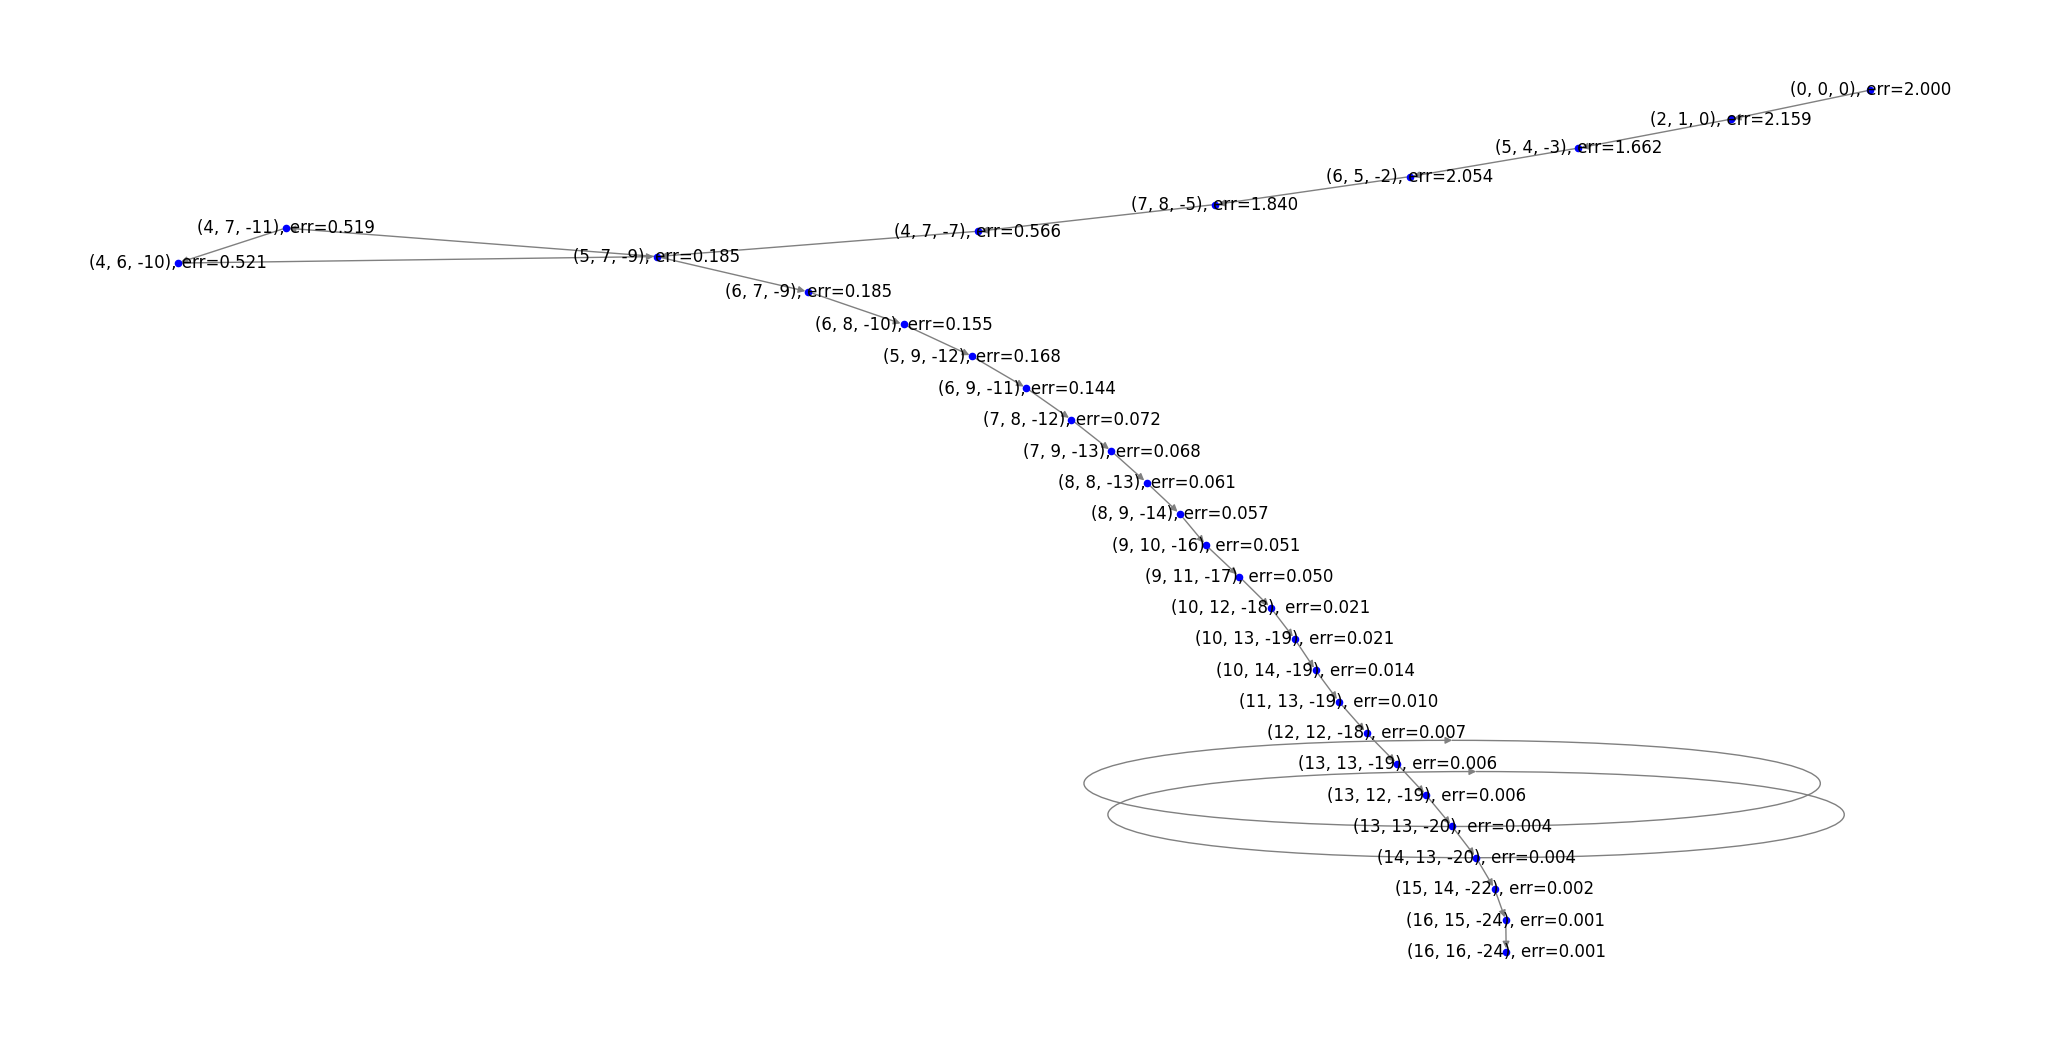 (0, 0, 0), err=2.000
(2, 1, 0), err=2.159
(5, 4, -3), err=1.662
(6, 5, -2), err=2.054
(7, 8, -5), err=1.840
(4, 7, -11), err=0.519
(4, 7, -7), err=0.566
(5, 7, -9), err=0.185
(4, 6, -10), err=0.521
(6, 7, -9), err=0.185
(6, 8, -10), err=0.155
(5, 9, -12), err=0.168
(6, 9, -11), err=0.144
(7, 8, -12), err=0.072
(7, 9, -13), err=0.068
(8, 8, -13), err=0.061
(8, 9, -14), err=0.057
(9, 10, -16), err=0.051
(9, 11, -17), err=0.050
(10, 12, -18), err=0.021
(10, 13, -19), err=0.021
(10, 14, -19), err=0.014
(11, 13, -19), err=0.010
(12, 12, -18), err=0.007
(13, 13, -19), err=0.006
(13, 12, -19), err=0.006
(13, 13, -20), err=0.004
(14, 13, -20), err=0.004
(15, 14, -22), err=0.002
(16, 15, -24), err=0.001
(16, 16, -24), err=0.001